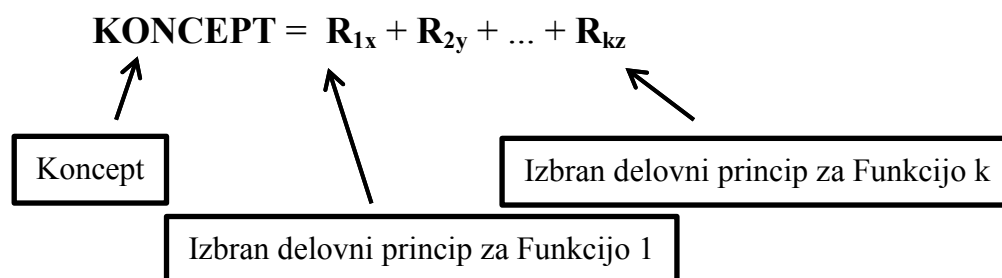 KONCEPT = R1x + R2y + ... + Rkz
Koncept
Izbran delovni princip za Funkcijo k
Izbran delovni princip za Funkcijo 1